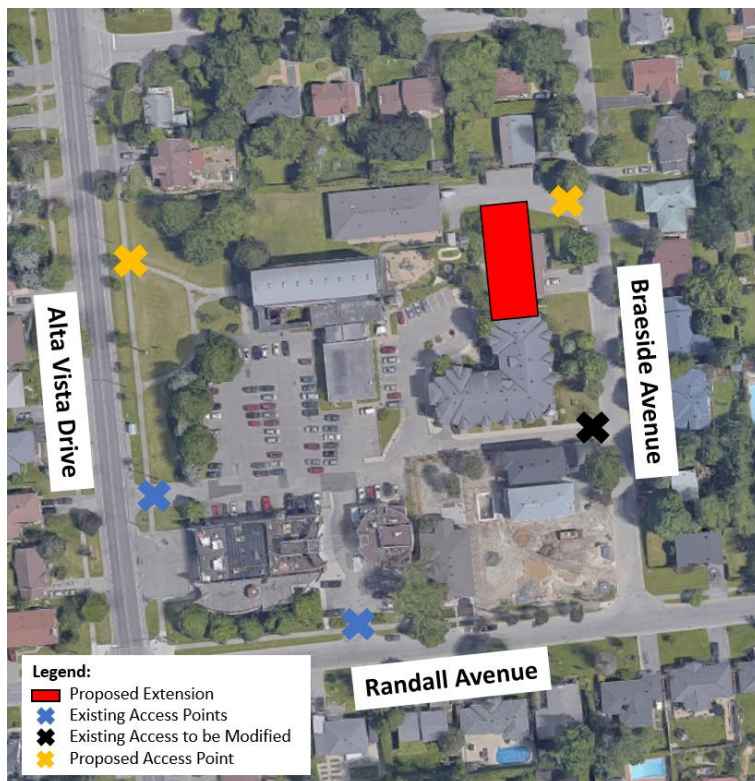 Alta Vista Drive
Braeside Avenue
Randall Avenue
Legend:
Proposed Extension
Existing Access Points
Existing Access to be Modified
Proposed Access Point